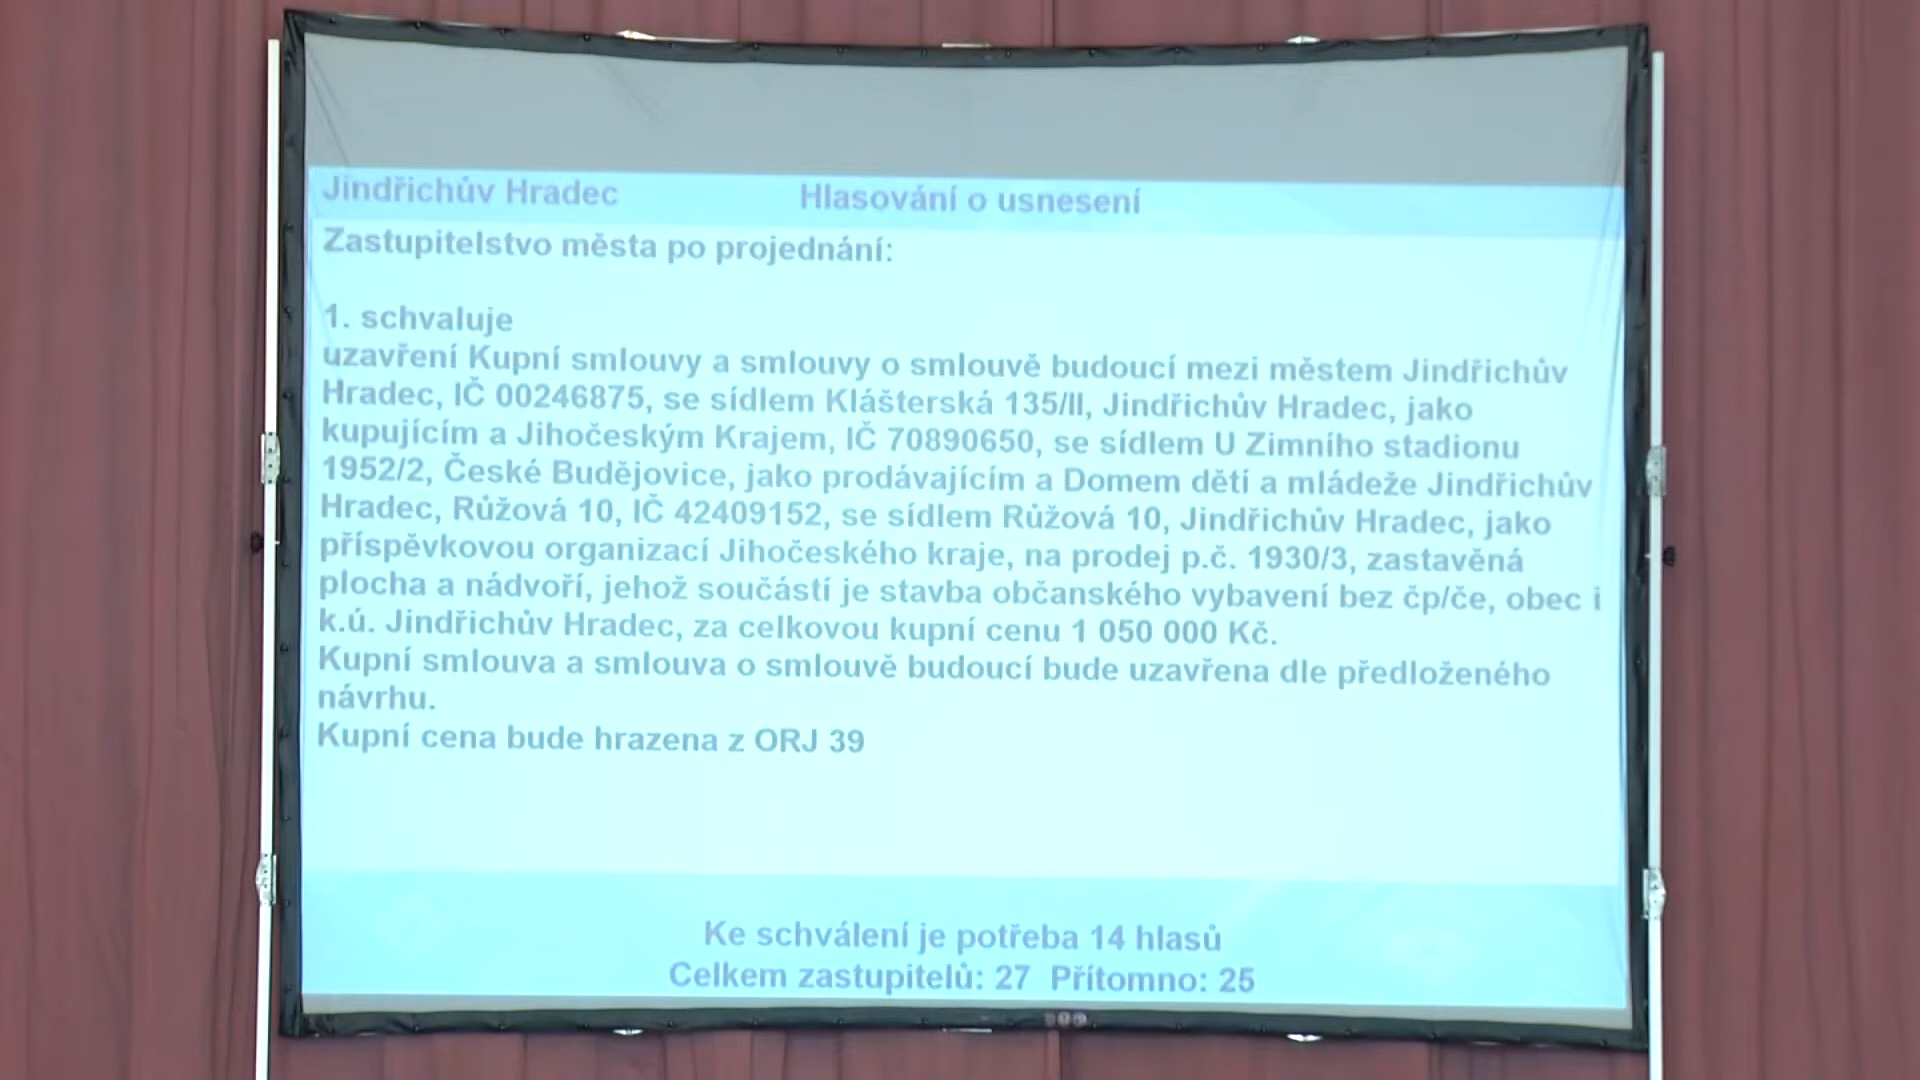 Jindřichův Hradec Hlasování o usnesení
Zastupitelstvo města po projednání:
1. schvaluje
uzavření Kupní smlouvy a smlouvy o smlouvě budoucí mezi městem Jindřichův
Hradec, IČ 00246875, se sídlem Klášterská 135/II, Jindřichův Hradec, jako
kupujícím a Jihočeským Krajem, IČ 70890650, se sídlem U Zimního stadionu
1952/2, České Budějovice, jako prodávajícím a Domem dětí a mládeže Jindřichův
Hradec, Růžová 10, IČ 42409152, se sídlem Růžová 10, Jindřichův Hradec, jako
příspěvkovou organizací Jihočeského kraje, na prodej p.č. 1930/3, zastavěná
plocha a nádvoří, jehož součástí je stavba občanského vybavení bez čp/če, obec i
k.ú. Jindřichův Hradec, za celkovou kupní cenu 1 050 000 Kč.
Kupní smlouva a smlouva o smlouvě budoucí bude uzavřena dle předloženého
návrhu.
Kupní cena bude hrazena z ORJ 39
Ke schválení je potřeba 14 hlasů
Celkem zastupitelů: 27 Přítomno: 25